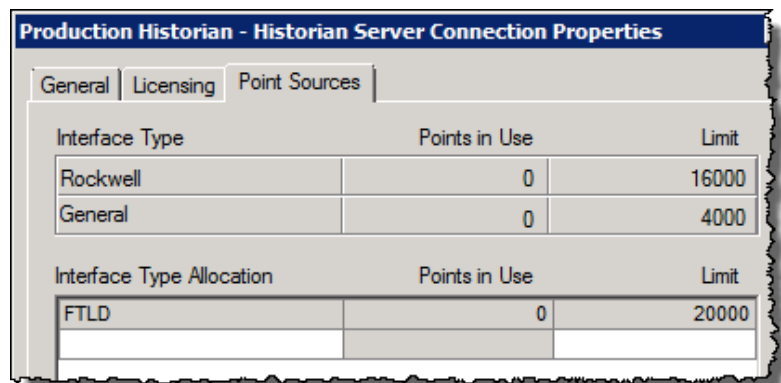 Production Historian - Historian Server Connection Properties
General Licensing Point Sources
Interface Type Points in Use Limit
Rockwell 0 16000
General 0 4000
Interface Type Allocation Points in Use Limit
FTLD 0 20000